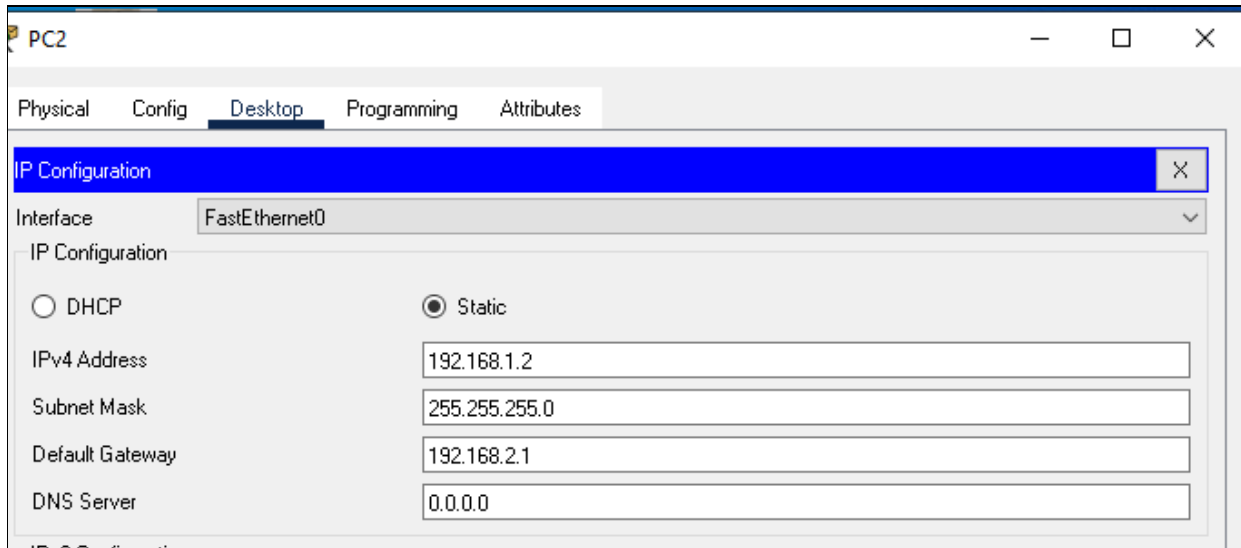 PC2
Physical Config Desktop Programming Attributes
IP Configuration X
Interface FastEthernet0
IP Configuration
DHCP Static
IPv4 Address 192.168.1.2
Subnet Mask 255.255.255.0
Default Gateway 192.168.2.1
DNS Server 0.0.0.0